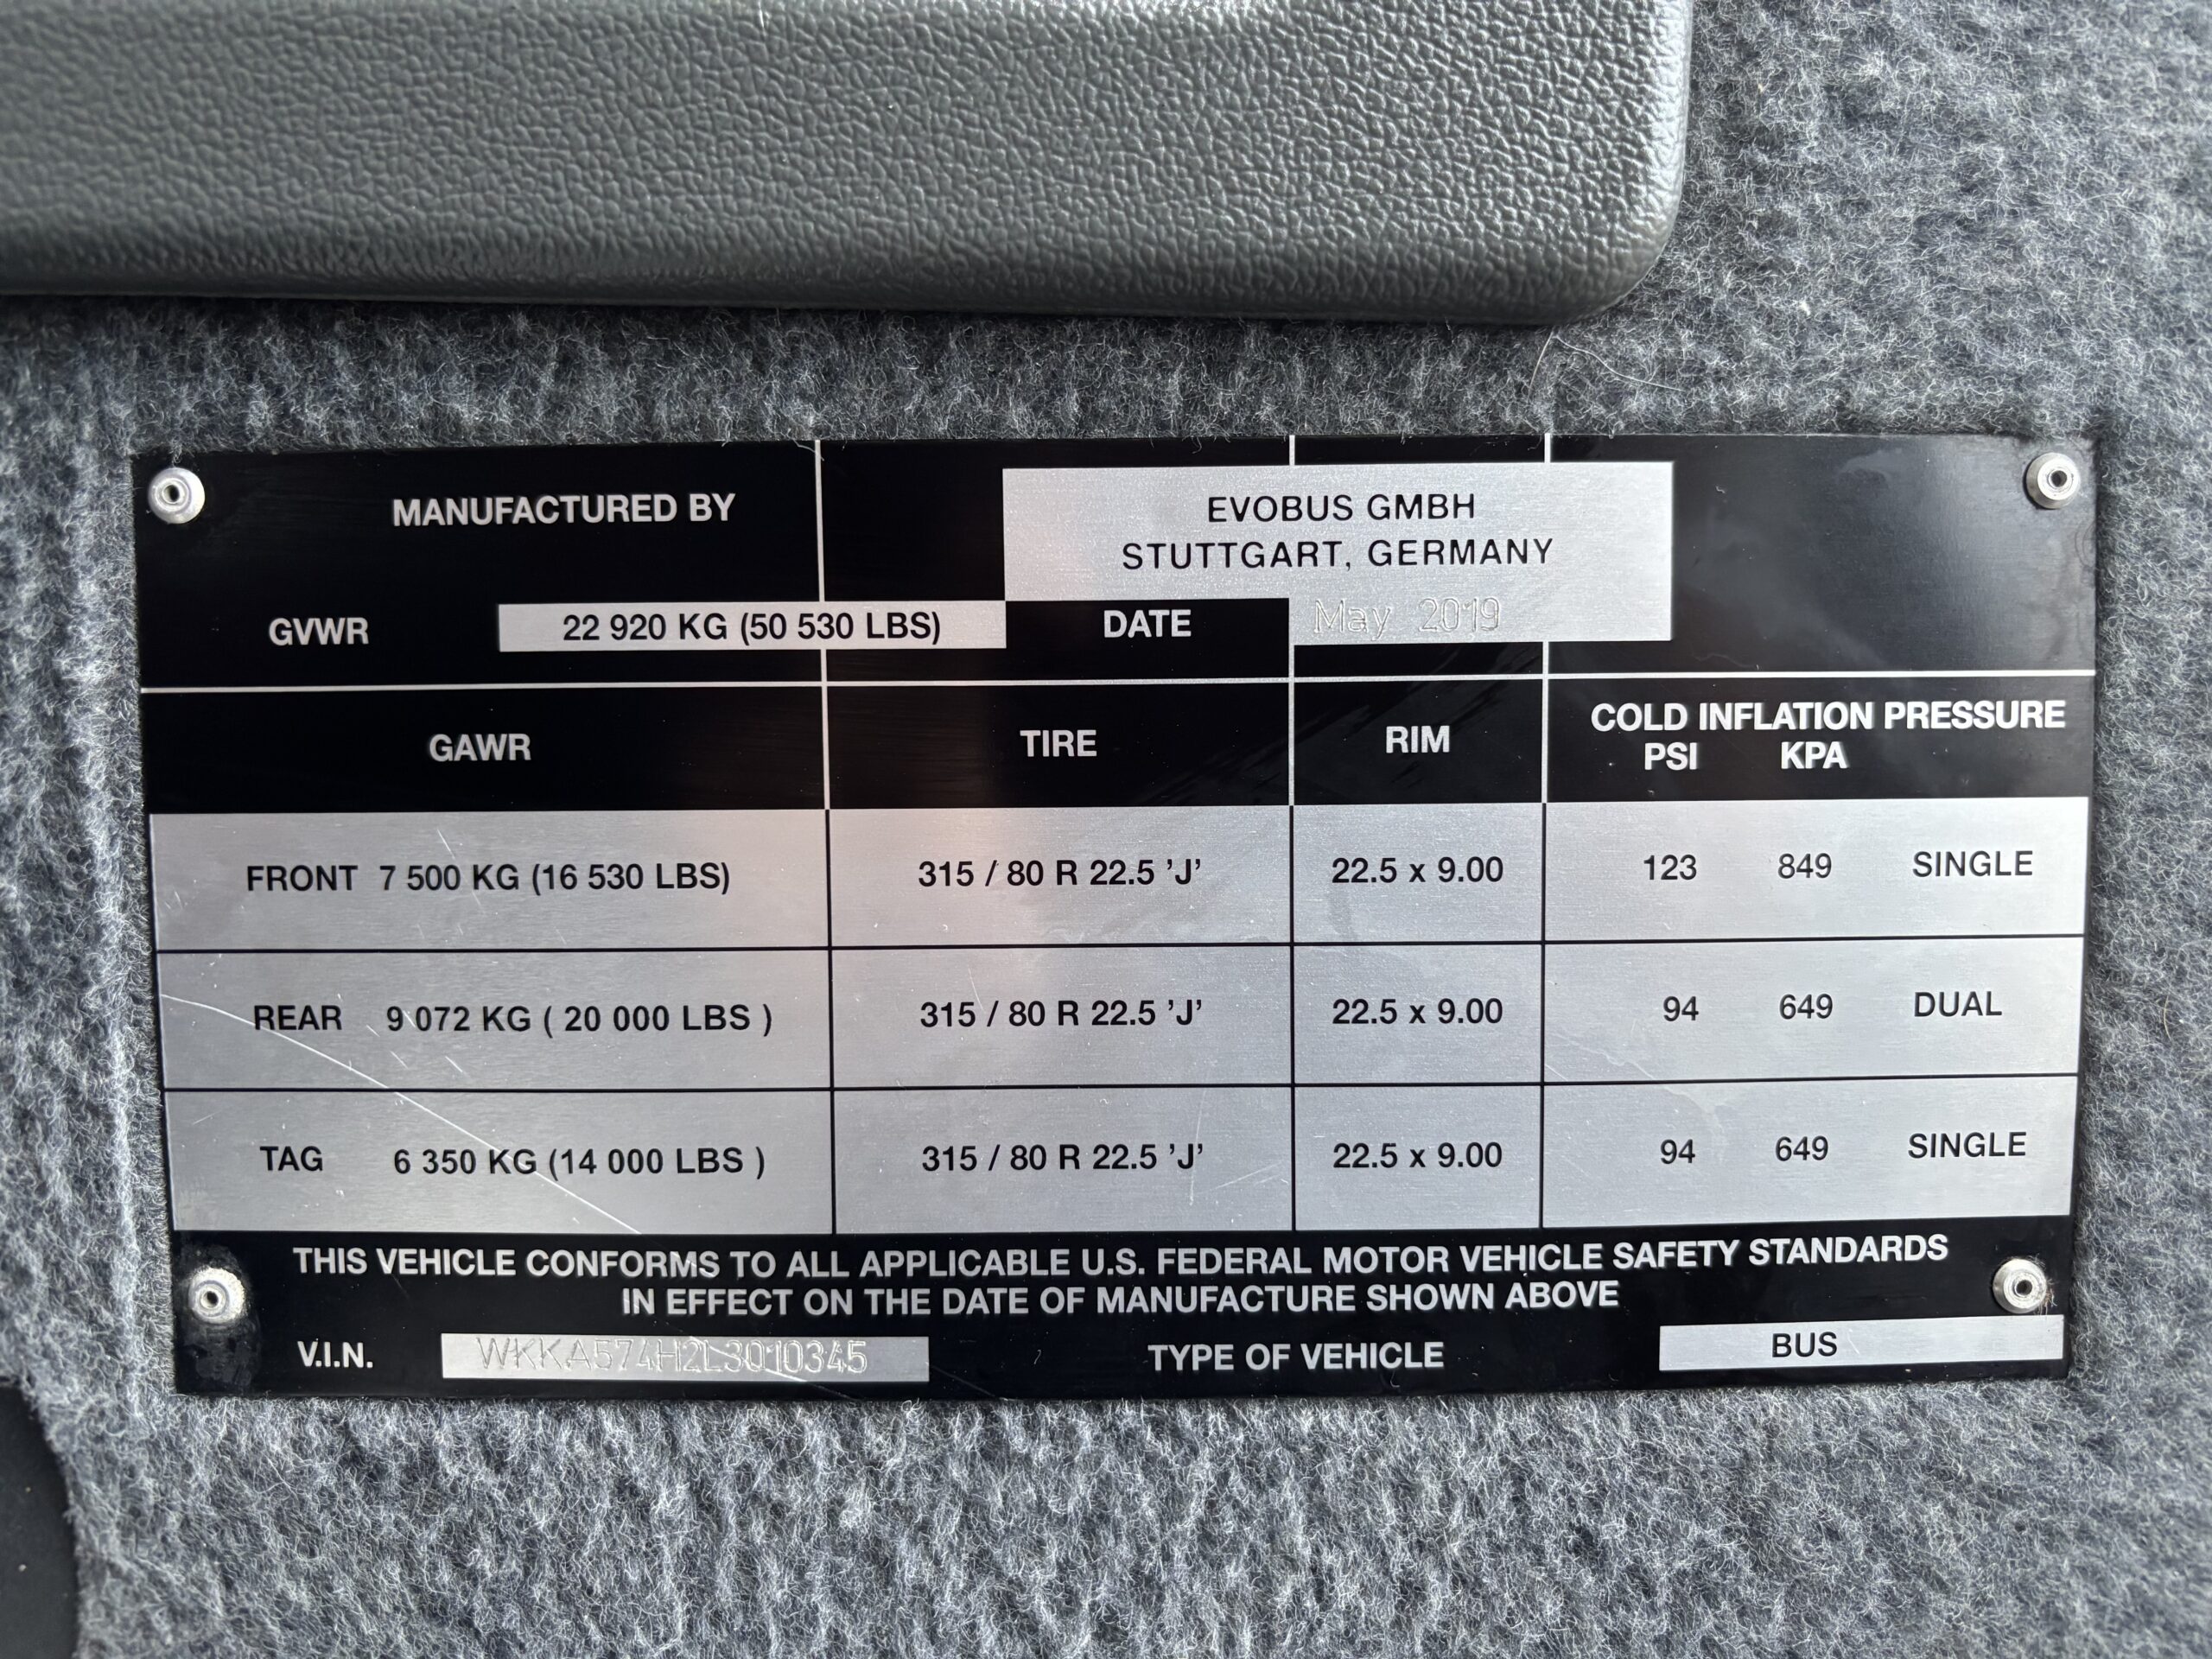 MANUFACTURED BY
EVOBUS GMBH
STUTTGART, GERMANY
GVWR 22 920 KG (50 530 LBS) DATE May 2019
GAWR TIRE RIM COLD INFLATION PRESSURE
PSI KPA
FRONT 7 500 KG (16 530 LBS) 315 / 80 R 22.5 'J' 22.5 x 9.00 123 849 SINGLE
REAR 9 072 KG ( 20 000 LBS ) 315 / 80 R 22.5 'J' 22.5 x 9.00 94 649 DUAL
TAG 6 350 KG (14 000 LBS ) 315 / 80 R 22.5 'J' 22.5 x 9.00 94 649 SINGLE
THIS VEHICLE CONFORMS TO ALL APPLICABLE U.S. FEDERAL MOTOR VEHICLE SAFETY STANDARDS
IN EFFECT ON THE DATE OF MANUFACTURE SHOWN ABOVE
V.I.N. WKKA574H2L3010345 TYPE OF VEHICLE BUS